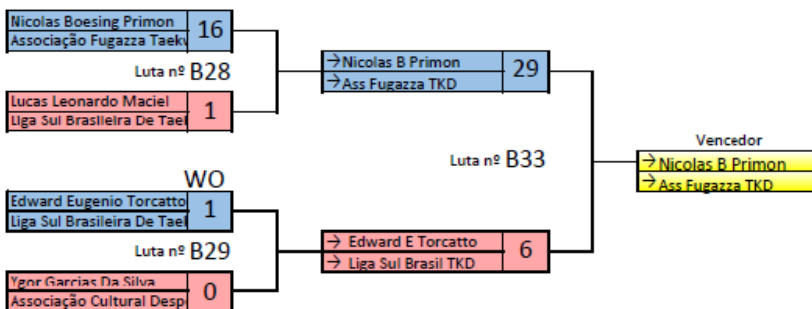 Nicolas Boesing Primon 16
Associação Fugazza Taekw
Luta nº B28
Lucas Leonardo Maciel 1
Liga Sul Brasileira De Taek
→Nicolas B Primon 29
→Ass Fugazza TKD
Luta nº B33
Vencedor
→Nicolas B Primon
→Ass Fugazza TKD
WO
Edward Eugenio Torcatto 1
Liga Sul Brasileira De Taek
Luta nº B29
Ygor Garcias Da Silva 0
Associação Cultural Despo
→ Edward E Torcatto 6
→ Liga Sul Brasil TKD